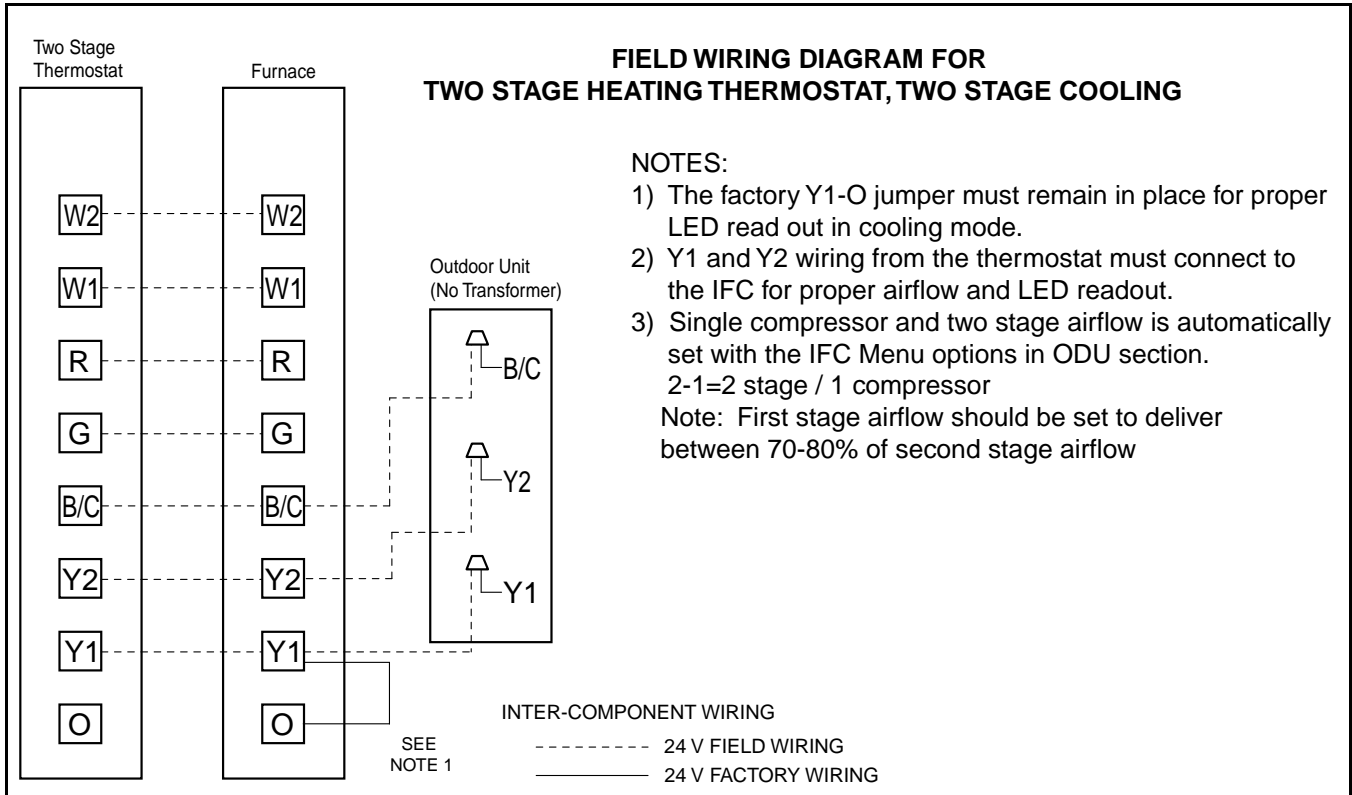 Two Stage
Thermostat
Furnace
FIELD WIRING DIAGRAM FOR
TWO STAGE HEATING THERMOSTAT, TWO STAGE COOLING
NOTES:
1) The factory Y1-O jumper must remain in place for proper
LED read out in cooling mode.
2) Y1 and Y2 wiring from the thermostat must connect to
the IFC for proper airflow and LED readout.
3) Single compressor and two stage airflow is automatically
set with the IFC Menu options in ODU section.
2-1=2 stage / 1 compressor
Note: First stage airflow should be set to deliver
between 70-80% of second stage airflow
W2 W2
W1 W1
R R
G G
B/C B/C
Y2 Y2
Y1 Y1
O O
Outdoor Unit
(No Transformer)
B/C
Y2
Y1
SEE
NOTE 1
INTER-COMPONENT WIRING
24 V FIELD WIRING
24 V FACTORY WIRING